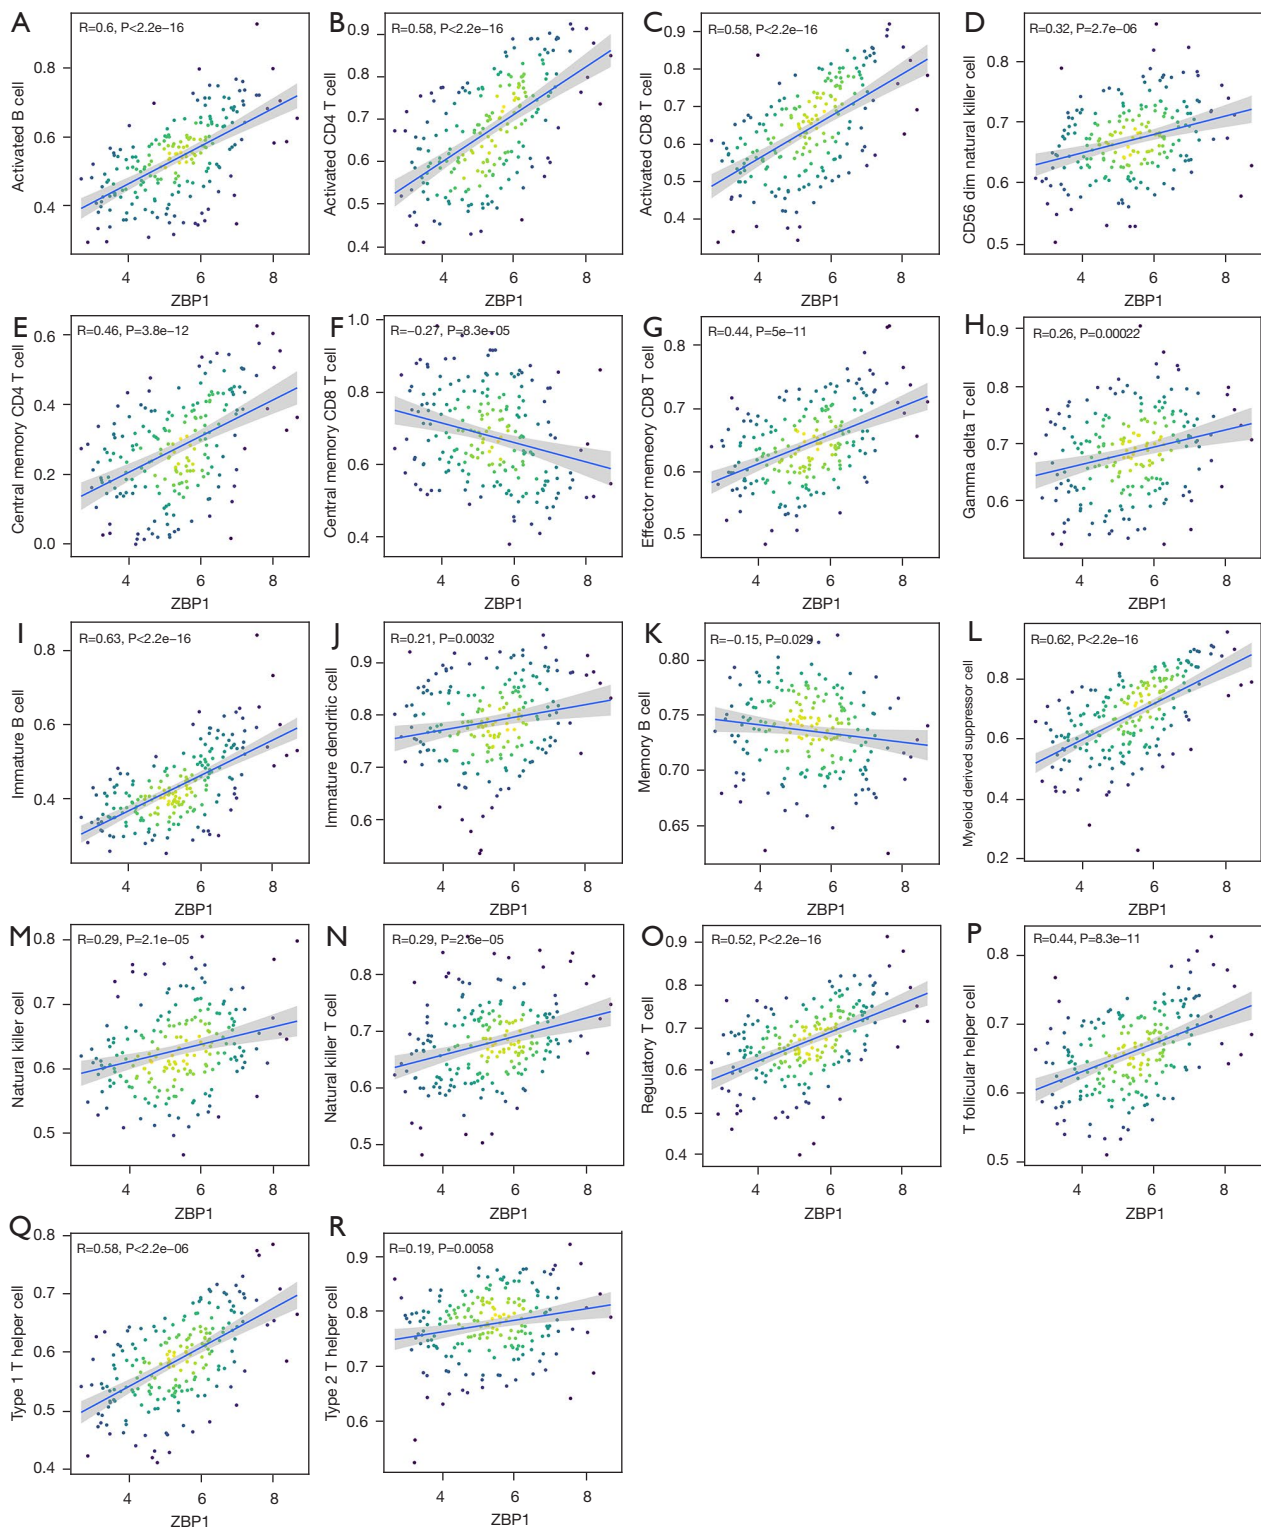 A
R=0.6, P<2.2e−16
Activated B cell
0.8
0.6
0.4
4 6 8
ZBP1
B
R=0.58, P<2.2e−16
Activated CD4 T cell
0.9
0.8
0.7
0.6
0.5
0.4
4 6 8
ZBP1
C
R=0.58, P<2.2e−16
Activated CD8 T cell
0.9
0.8
0.7
0.6
0.5
0.4
4 6 8
ZBP1
D
R=0.32, P=2.7e−06
CD56 dim natural killer cell
0.8
0.7
0.6
0.5
4 6 8
ZBP1
E
R=0.46, P=3.8e−12
Central memory CD4 T cell
0.6
0.4
0.2
0.0
4 6 8
ZBP1
F
R=−0.27, P=8.3e−05
Central memory CD8 T cell
1.0
0.9
0.8
0.7
0.6
0.4
4 6 8
ZBP1
G
R=0.44, P=5e−11
Effector memeory CD8 T cell
0.8
0.7
0.6
0.5
4 6 8
ZBP1
H
R=0.26, P=0.00022
Gamma delta T cell
0.9
0.8
0.7
0.6
4 6 8
ZBP1
I
R=0.63, P<2.2e−16
Immature B cell
0.8
0.6
0.4
4 6 8
ZBP1
J
R=0.21, P=0.0032
Immature dendritic cell
0.9
0.8
0.7
0.6
4 6 8
ZBP1
K
R=−0.15, P=0.029
Memory B cell
0.80
0.75
0.70
0.65
4 6 8
ZBP1
L
R=0.62, P<2.2e−16
Myeloid derived suppressor cell
0.8
0.6
0.4
0.2
4 6 8
ZBP1
M
R=0.29, P=2.1e−05
Natural killer cell
0.8
0.7
0.6
0.5
4 6 8
ZBP1
N
R=0.29, P=2.6e−05
Natural killer T cell
0.8
0.7
0.6
0.5
4 6 8
ZBP1
O
R=0.52, P<2.2e−16
Regulatory T cell
0.9
0.8
0.7
0.6
0.5
0.4
4 6 8
ZBP1
P
R=0.44, P=8.3e−11
T follicular helper cell
0.8
0.7
0.6
0.5
4 6 8
ZBP1
Q
R=0.58, P<2.2e−06
Type 1 T helper cell
0.8
0.7
0.6
0.5
0.4
4 6 8
ZBP1
R
R=0.19, P=0.0058
Type 2 T helper cell
0.9
0.8
0.7
0.6
4 6 8
ZBP1